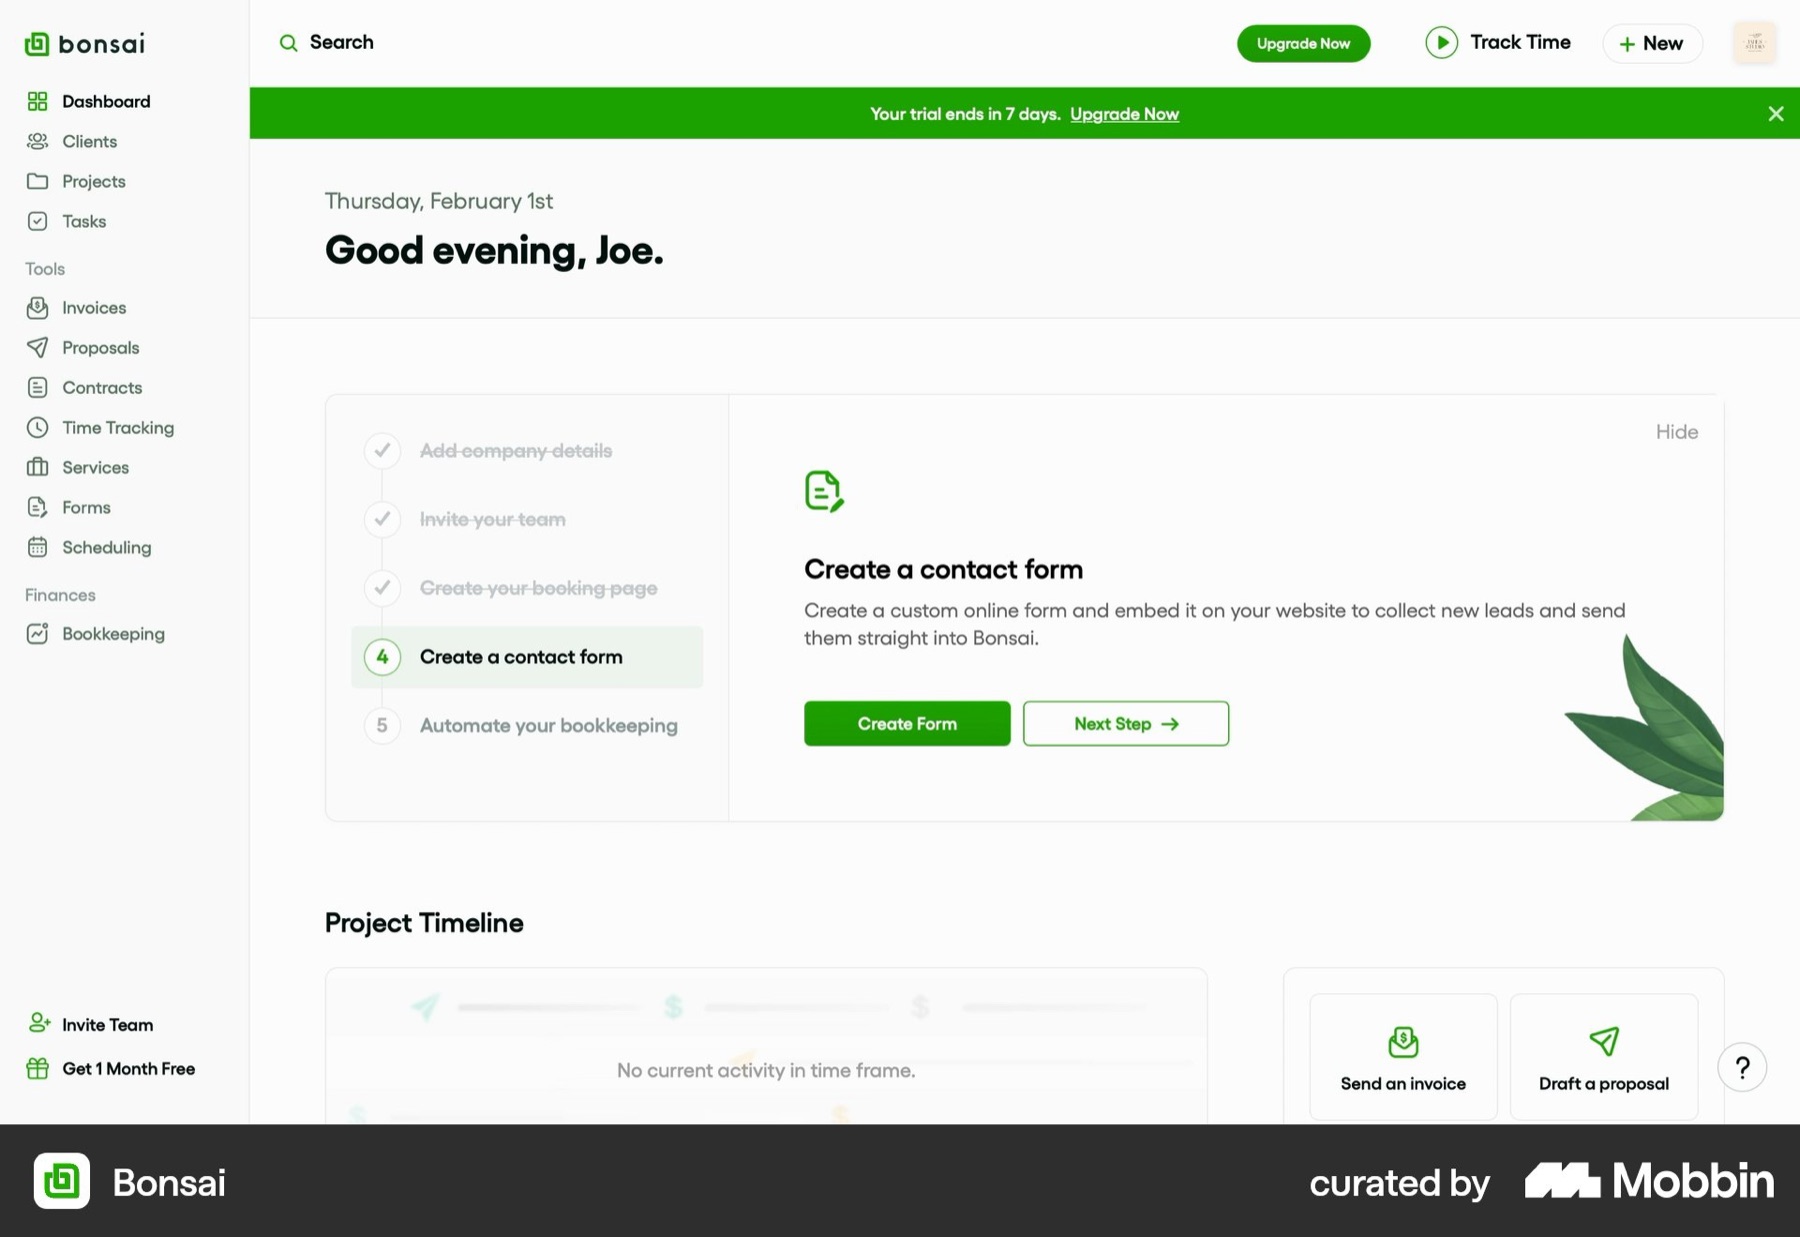 bonsai
Dashboard
Clients
Projects
Tasks
Tools
Invoices
Proposals
Contracts
Time Tracking
Services
Forms
Scheduling
Finances
Bookkeeping
Invite Team
Get 1 Month Free
Search
Upgrade Now
Track Time
+ New
Your trial ends in 7 days. Upgrade Now
Thursday, February 1st
Good evening, Joe.
Add company details
Invite your team
Create your booking page
4 Create a contact form
5 Automate your bookkeeping
Hide
Create a contact form
Create a custom online form and embed it on your website to collect new leads and send
them straight into Bonsai.
Create Form
Next Step →
Project Timeline
No current activity in time frame.
Send an invoice
Draft a proposal
?
Bonsai
curated by Mobbin